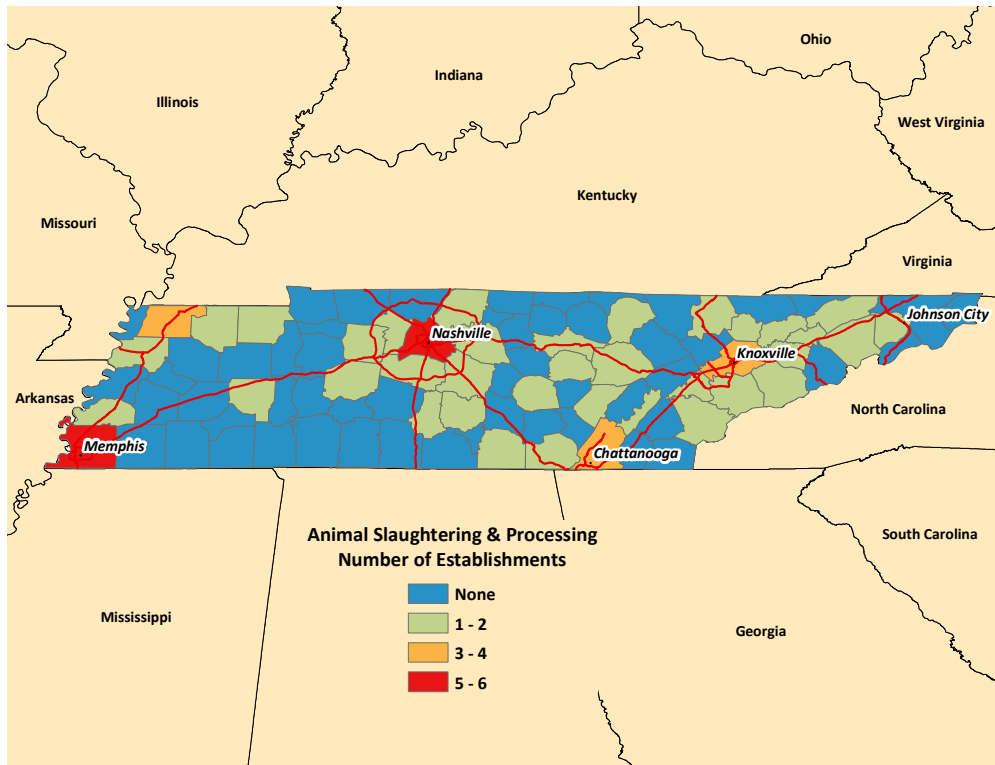 Ohio
Indiana
Illinois
West Virginia
Kentucky
Missouri
Virginia
Johnson City
Nashville
Knoxville
Arkansas
North Carolina
Memphis
Chattanooga
Animal Slaughtering & Processing
Number of Establishments
South Carolina
None
1 - 2
Mississippi
Georgia
3 - 4
5 - 6